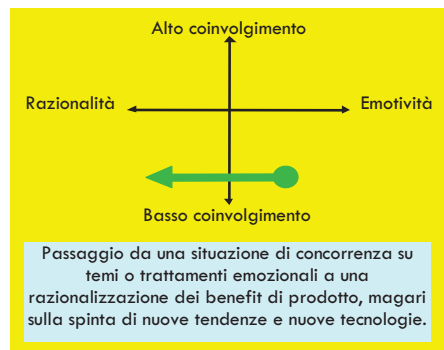 Alto coinvolgimento
Razionalità
Emotività
Basso coinvolgimento
Passaggio da una situazione di concorrenza su
temi o trattamenti emozionali a una
razionalizzazione dei benefit di prodotto, magari
sulla spinta di nuove tendenze e nuove tecnologie.